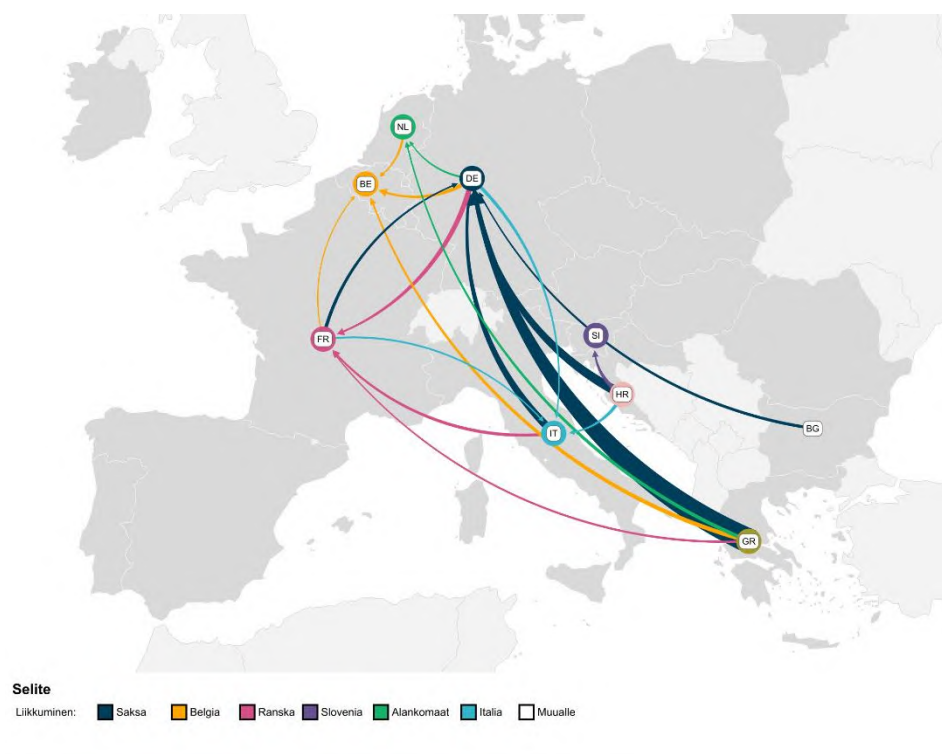 NL
BE
DE
FR
SI
HR
IT
BG
GR
Selite
Liikkuminen: Saksa Belgia Ranska Slovenia Alankomaat Italia Muualle